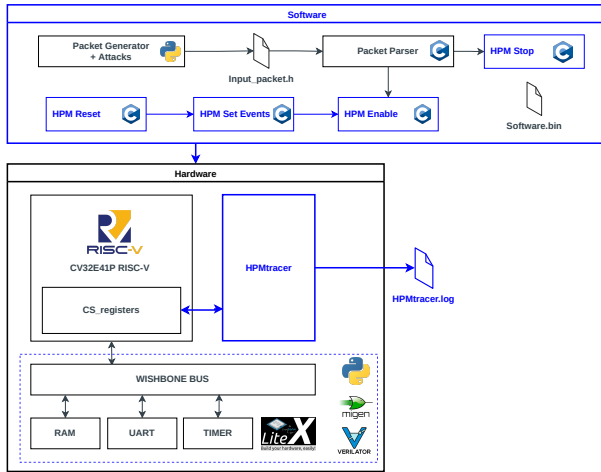 Software
Packet Generator
+ Attacks
Input_packet.h
Packet Parser
C
HPM Stop
C
HPM Reset
C
HPM Set Events
C
HPM Enable
C
Software.bin
Hardware
RISC-V
CV32E41P RISC-V
CS_registers
HPMtracer
HPMtracer.log
WISHBONE BUS
RAM
UART
TIMER
LiteX
Build your hardware, easily!
migen
VERILATOR